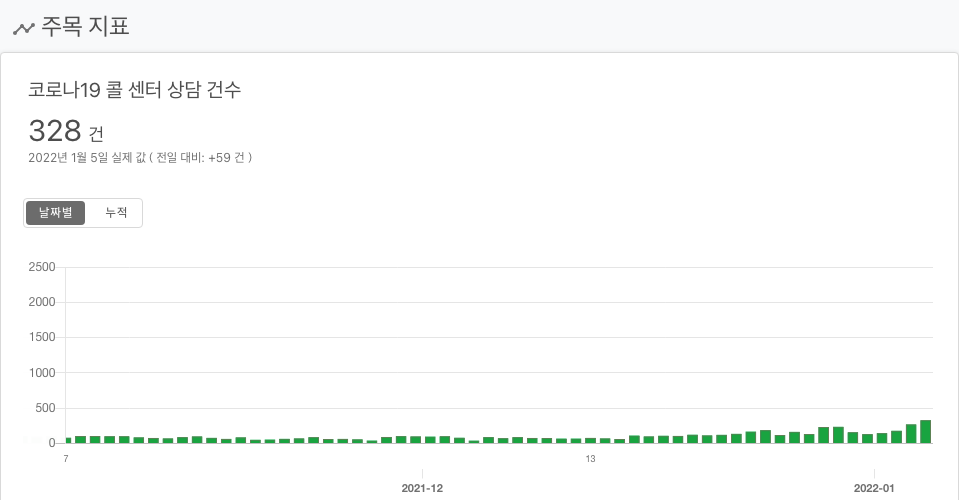 주목 지표
코로나19 콜 센터 상담 건수
328 건
2022년 1월 5일 실제 값 ( 전일 대비: +59 건 )
날짜별 누적
2500
2000
1500
1000
500
0
7 13
2021-12 2022-01